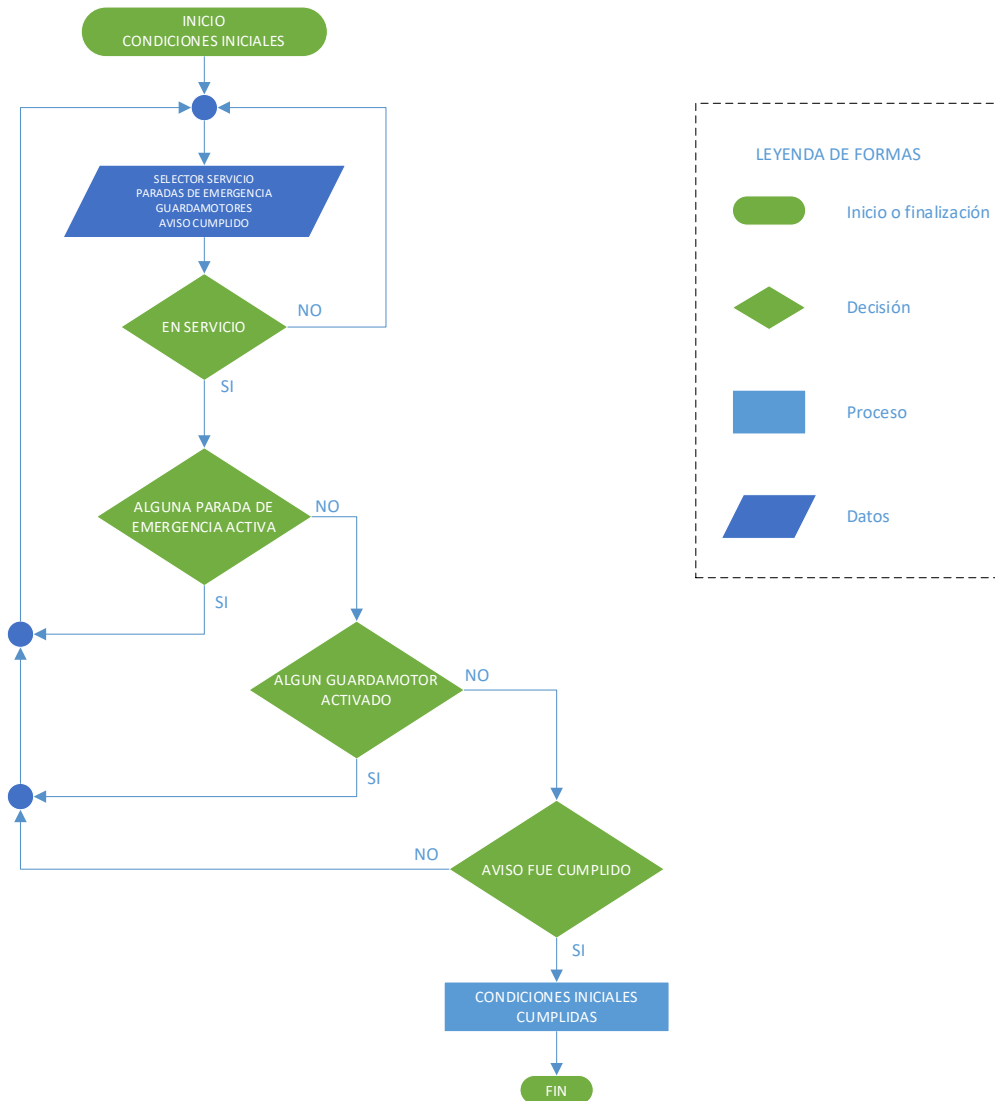 INICIO
CONDICIONES INICIALES
SELECTOR SERVICIO
PARADAS DE EMERGENCIA
GUARDAMOTORES
AVISO CUMPLIDO
EN SERVICIO
NO
SI
ALGUNA PARADA DE
EMERGENCIA ACTIVA
NO
SI
ALGUN GUARDAMOTOR
ACTIVADO
NO
SI
AVISO FUE CUMPLIDO
NO
SI
CONDICIONES INICIALES
CUMPLIDAS
FIN
LEYENDA DE FORMAS
Inicio o finalización
Decisión
Proceso
Datos